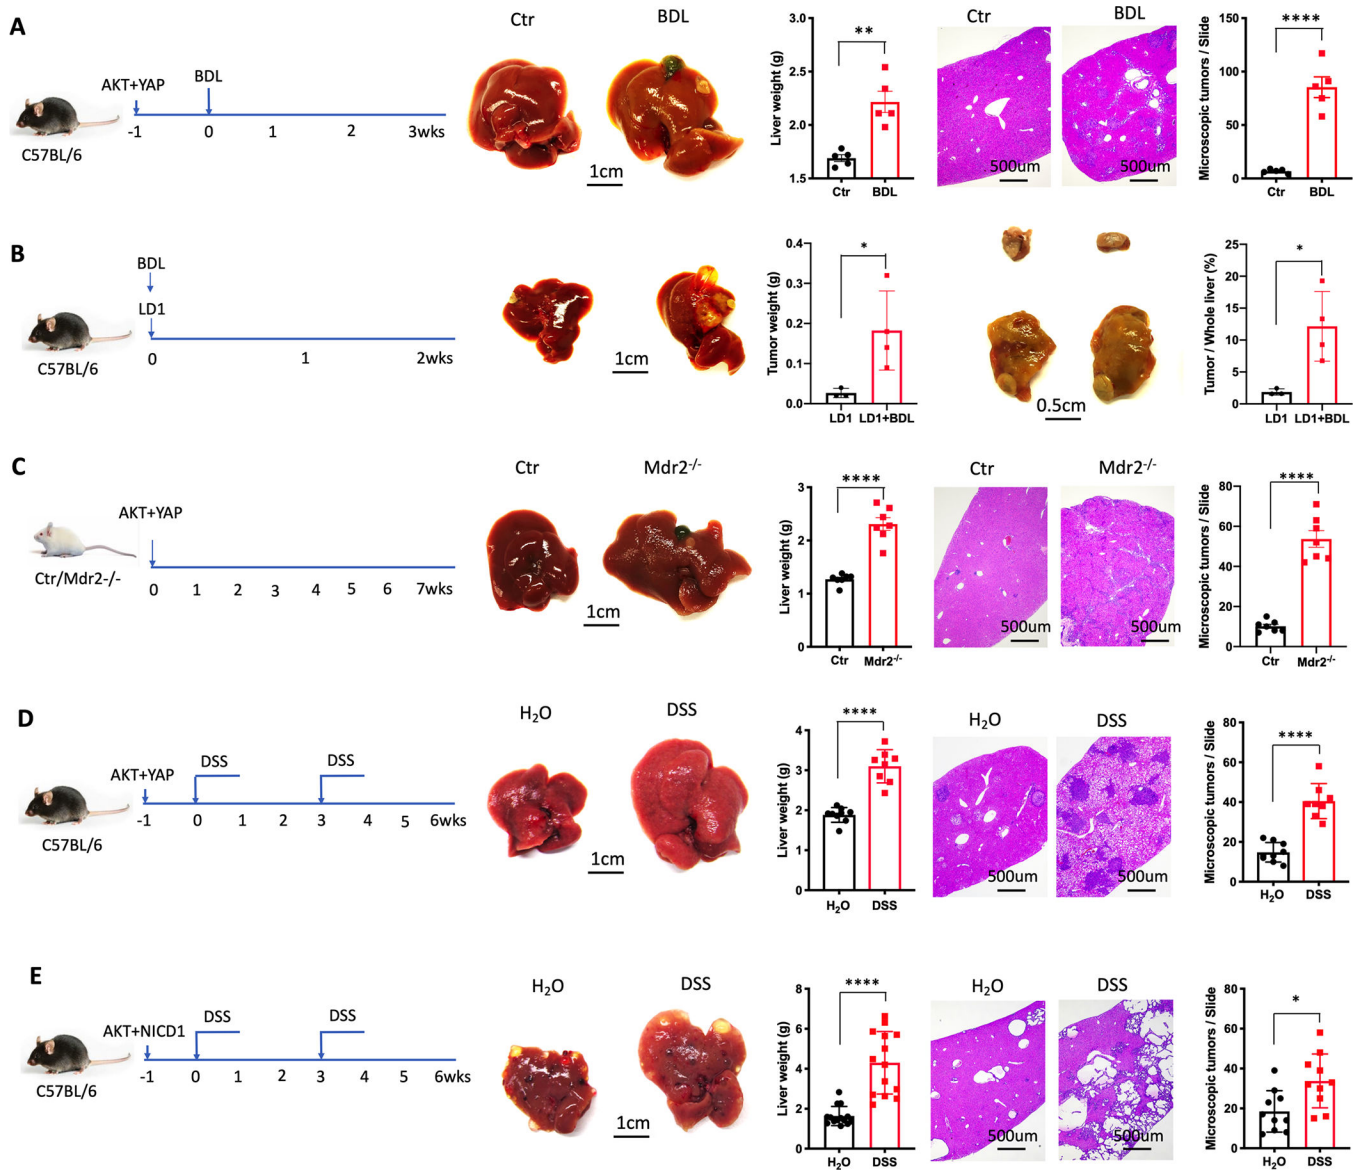 A
AKT+YAP
BDL
-1 0 1 2 3wks
C57BL/6
Ctr BDL
1cm
Liver weight (g)
3.0
2.5
2.0
1.5
**
Ctr BDL
Ctr BDL
500um 500um
Microscopic tumors / Slide
150
100
50
0
****
Ctr BDL
B
BDL
LD1
0 1 2wks
C57BL/6
1cm
Tumor weight (g)
0.4
0.3
0.2
0.1
0.0
*
LD1 LD1+BDL
0.5cm
Tumor / Whole liver (%)
25
20
15
10
5
0
*
LD1 LD1+BDL
C
AKT+YAP
Ctr/Mdr2-/-
0 1 2 3 4 5 6 7wks
Ctr Mdr2-/-
1cm
Liver weight (g)
3
2
1
0
****
Ctr Mdr2-/-
Ctr Mdr2-/-
500um 500um
Microscopic tumors / Slide
80
60
40
20
0
****
Ctr Mdr2-/-
D
AKT+YAP
DSS DSS
-1 0 1 2 3 4 5 6wks
C57BL/6
H2O DSS
1cm
Liver weight (g)
4
3
2
1
0
****
H2O DSS
H2O DSS
500um 500um
Microscopic tumors / Slide
80
60
40
20
0
****
H2O DSS
E
AKT+NICD1
DSS DSS
-1 0 1 2 3 4 5 6wks
C57BL/6
H2O DSS
1cm
Liver weight (g)
8
6
4
2
0
****
H2O DSS
H2O DSS
500um 500um
Microscopic tumors / Slide
80
60
40
20
0
*
H2O DSS